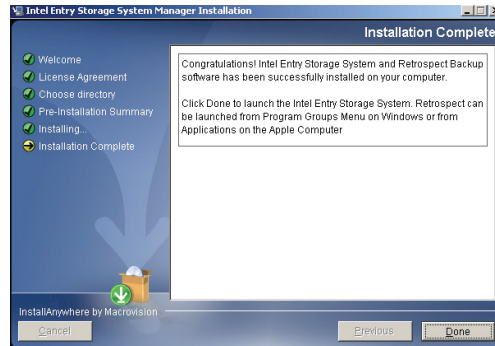 Intel Entry Storage System Manager Installation
Installation Complete
Welcome
License Agreement
Choose directory
Pre-Installation Summary
Installing...
Installation Complete
Congratulations! Intel Entry Storage System and Retrospect Backup
software has been successfully installed on your computer.
Click Done to launch the Intel Entry Storage System. Retrospect can
be launched from Program Groups Menu on Windows or from
Applications on the Apple Computer
InstallAnywhere by Macrovision
Cancel
Previous
Done